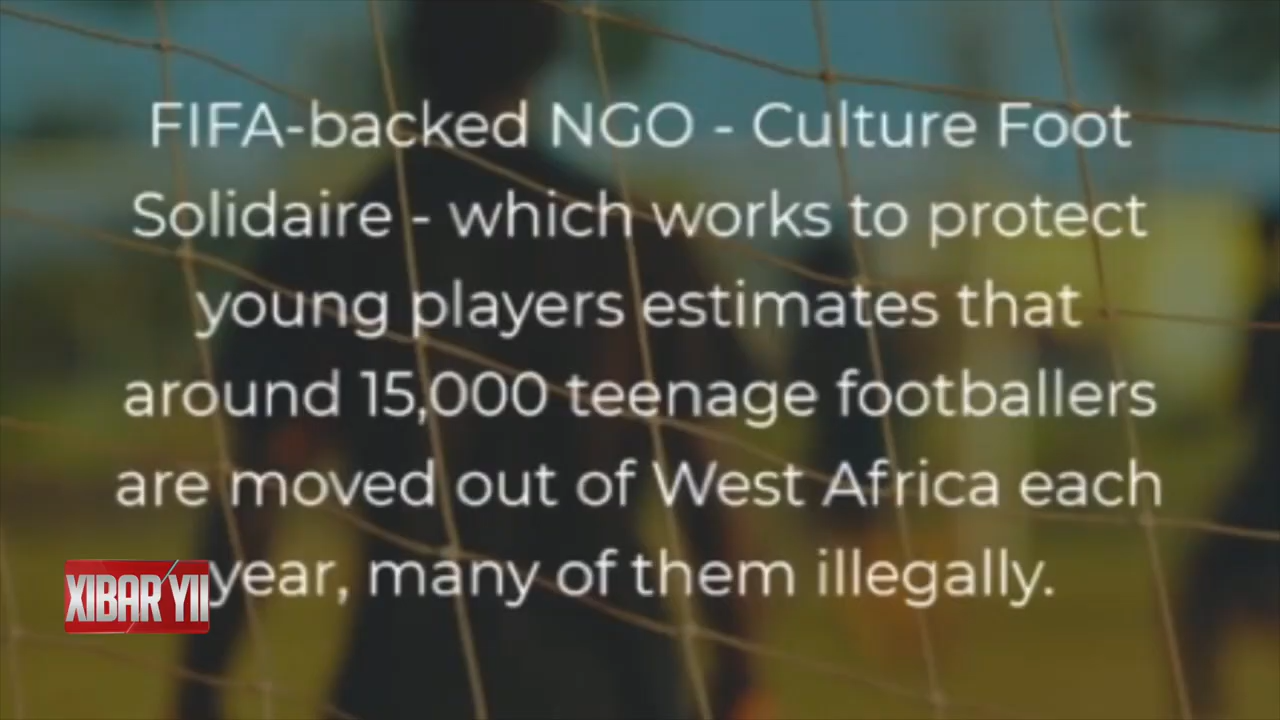 FIFA-backed NGO - Culture Foot
Solidaire - which works to protect
young players estimates that
around 15,000 teenage footballers
are moved out of West Africa each
year, many of them illegally.
XIBAR YII